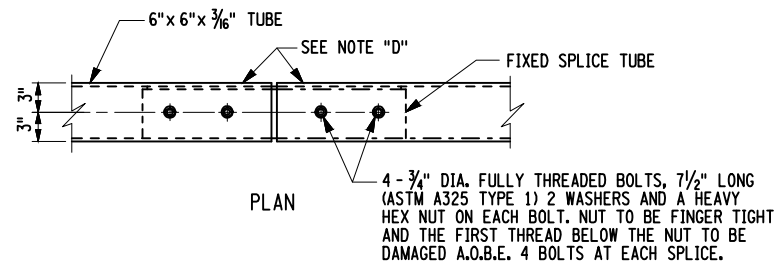 6" x 6" x 3/16" TUBE
SEE NOTE "D"
FIXED SPLICE TUBE
3"
3"
PLAN
4 - 3/4" DIA. FULLY THREADED BOLTS, 7 1/2" LONG
(ASTM A325 TYPE 1) 2 WASHERS AND A HEAVY
HEX NUT ON EACH BOLT. NUT TO BE FINGER TIGHT
AND THE FIRST THREAD BELOW THE NUT TO BE
DAMAGED A.O.B.E. 4 BOLTS AT EACH SPLICE.